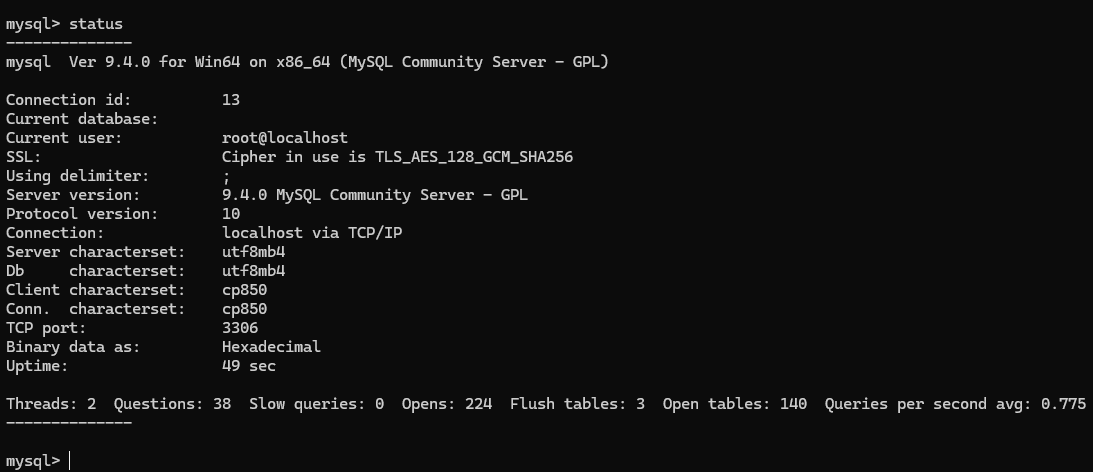 mysql> status
--------------
mysql  Ver 9.4.0 for Win64 on x86_64 (MySQL Community Server - GPL)

Connection id:          13
Current database:
Current user:           root@localhost
SSL:                    Cipher in use is TLS_AES_128_GCM_SHA256
Using delimiter:        ;
Server version:         9.4.0 MySQL Community Server - GPL
Protocol version:       10
Connection:             localhost via TCP/IP
Server characterset:    utf8mb4
Db     characterset:    utf8mb4
Client characterset:    cp850
Conn.  characterset:    cp850
TCP port:               3306
Binary data as:         Hexadecimal
Uptime:                 49 sec

Threads: 2  Questions: 38  Slow queries: 0  Opens: 224  Flush tables: 3  Open tables: 140  Queries per second avg: 0.775
--------------

mysql>